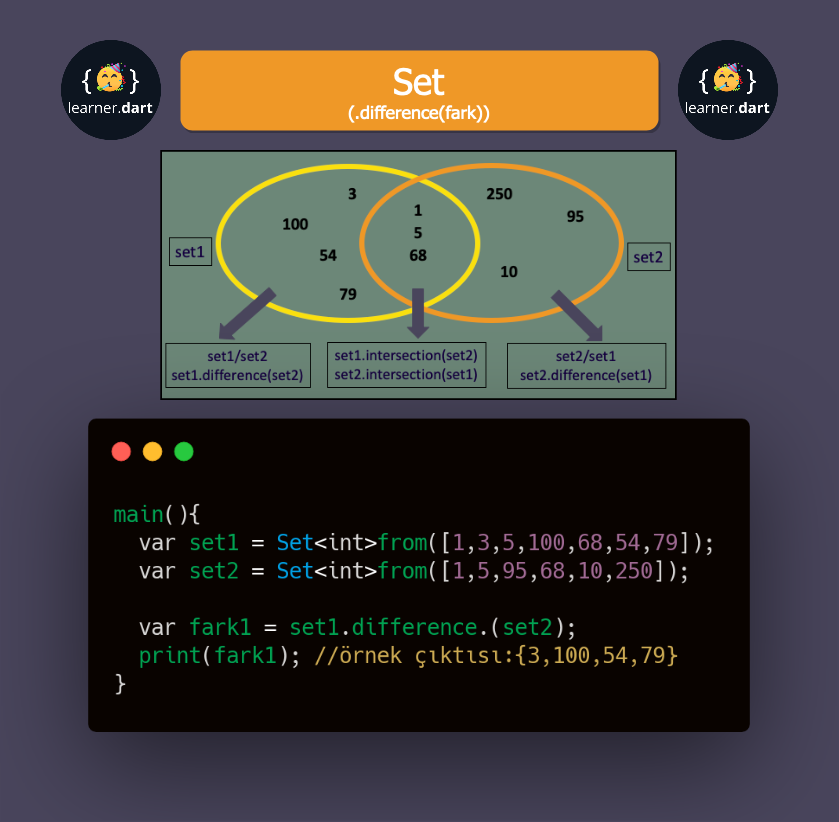 {🥳}
learner.dart
Set
(.difference(fark))
{🥳}
learner.dart
3
250
100
1
95
5
54
68
10
79
set1
set2
set1/set2
set1.difference(set2)
set1.intersection(set2)
set2.intersection(set1)
set2/set1
set2.difference(set1)
main(){
  var set1 = Set<int>from([1,3,5,100,68,54,79]);
  var set2 = Set<int>from([1,5,95,68,10,250]);
  var fark1 = set1.difference.(set2);
  print(fark1); //örnek çıktısı:{3,100,54,79}
}